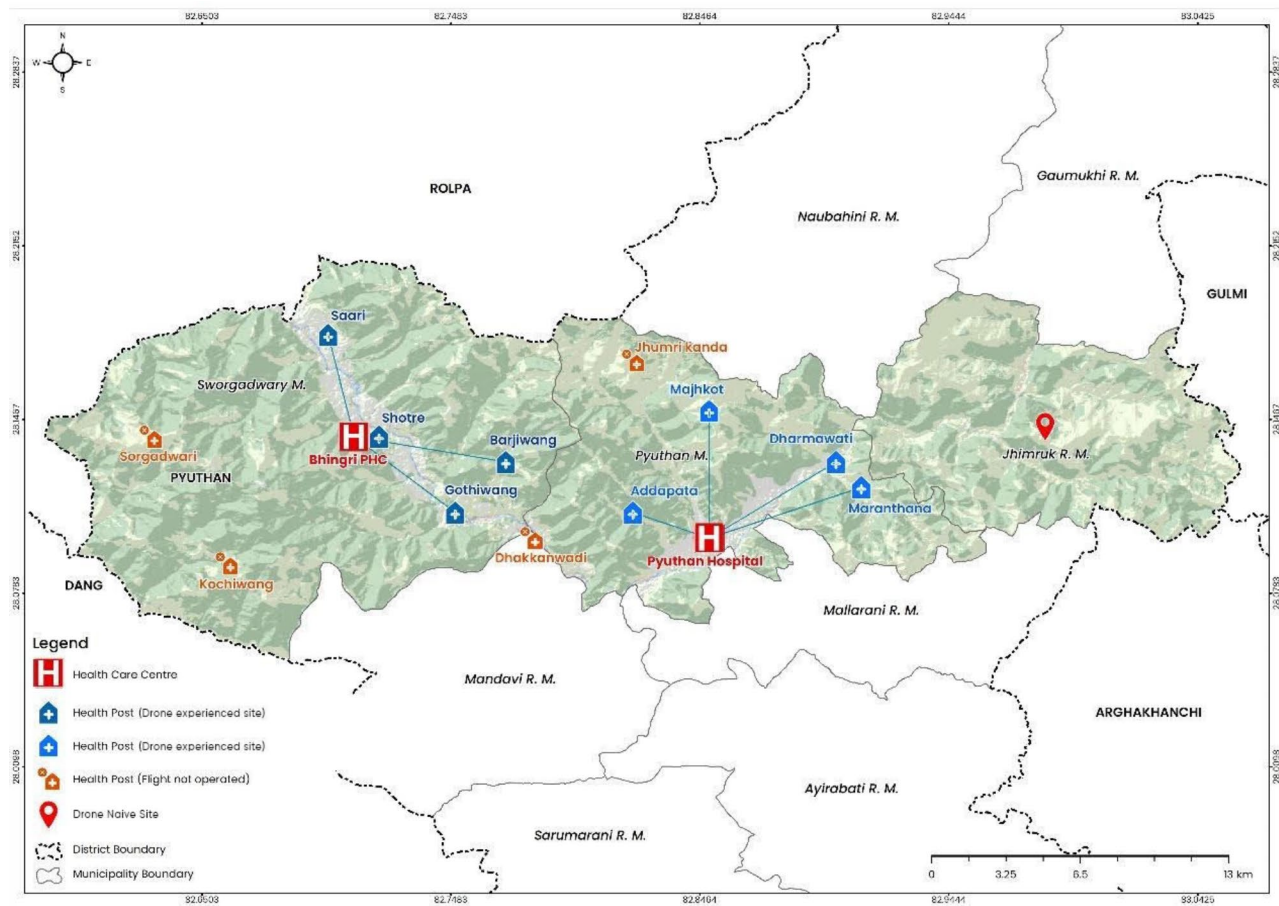 82.6503 82.7483 82.8464 82.9444 83.0425
N
W E
S
28.2837 28.2837
Gaumukhi R. M.
ROLPA
Naubahini R. M.
28.2152 28.2152
GULMI
Saari
Jhumri kanda
Sworgadwary M.
Majhkot
28.1467 28.1467
Shotre
Barjiwang
Dharmawati
Sorgadwari
Bhingri PHC
Pyuthan M.
Jhimruk R. M.
PYUTHAN
Gothiwang
Addapata
Maranthana
Dhakkanwadi
Pyuthan Hospital
Kochiwang
DANG
28.0783 28.0783
Mallarani R. M.
Legend
H Health Care Centre
Mandavi R. M.
Health Post (Drone experienced site)
ARGHAKHANCHI
Health Post (Drone experienced site)
28.0098 28.0098
Health Post (Flight not operated)
Ayirabati R. M.
Drone Naive Site
Sarumarani R. M.
District Boundary
Municipality Boundary
0 3.25 6.5 13 km
82.6503 82.7483 82.8464 82.9444 83.0425